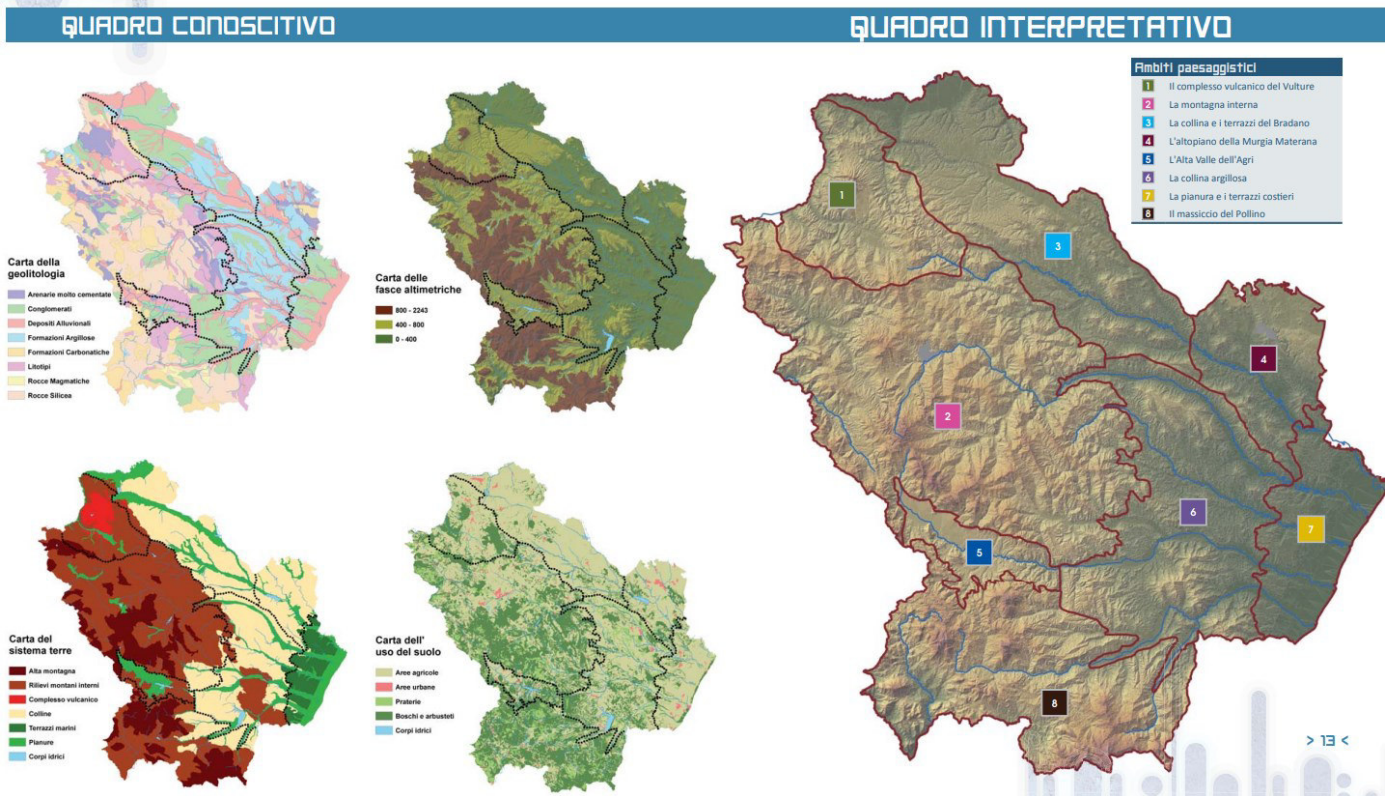 QUADRO CONOSCITIVO
Carta della
geolitologia
Arenarie molto cementate
Conglomerati
Depositi Alluvionali
Formazioni Argillose
Formazioni Carbonatiche
Litotipi
Rocce Magmatiche
Rocce Silicea
Carta delle
fasce altimetriche
800 - 2243
400 - 800
0 - 400
Carta del
sistema terre
Alta montagna
Rilievi montani interni
Complesso vulcanico
Colline
Terrazzi marini
Pianure
Corpi idrici
Carta dell'
uso del suolo
Aree agricole
Aree urbane
Praterie
Boschi e arbusteti
Corpi idrici
QUADRO INTERPRETATIVO
Ambiti paesaggistici
1 Il complesso vulcanico del Vulture
2 La montagna interna
3 La collina e i terrazzi del Bradano
4 L'altopiano della Murgia Materana
5 L'Alta Valle dell'Agri
6 La collina argillosa
7 La pianura e i terrazzi costieri
8 Il massiccio del Pollino
1
3
4
2
6
7
5
8
> 13 <